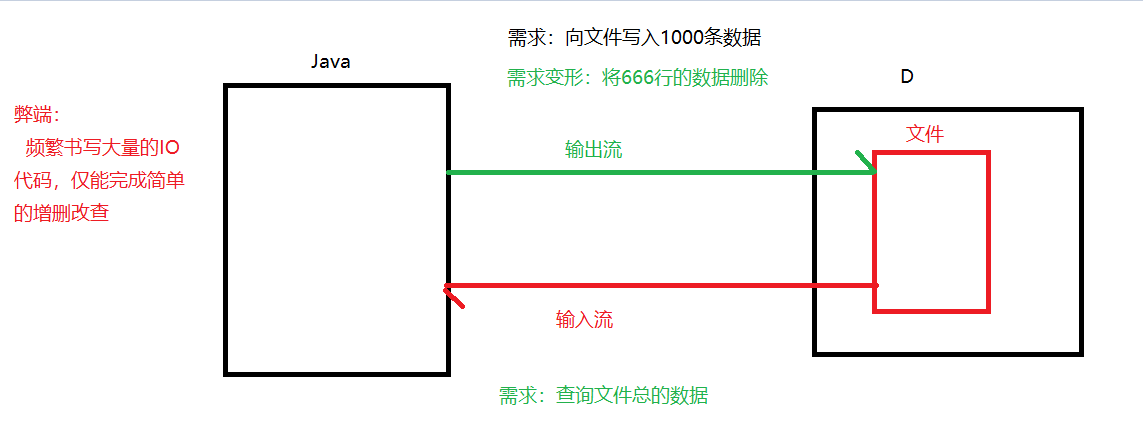 需求：向文件写入1000条数据
Java
需求变形：将666行的数据删除
D
弊端：
频繁书写大量的IO
代码，仅能完成简单
的增删改查
文件
输出流
输入流
需求：查询文件总的数据